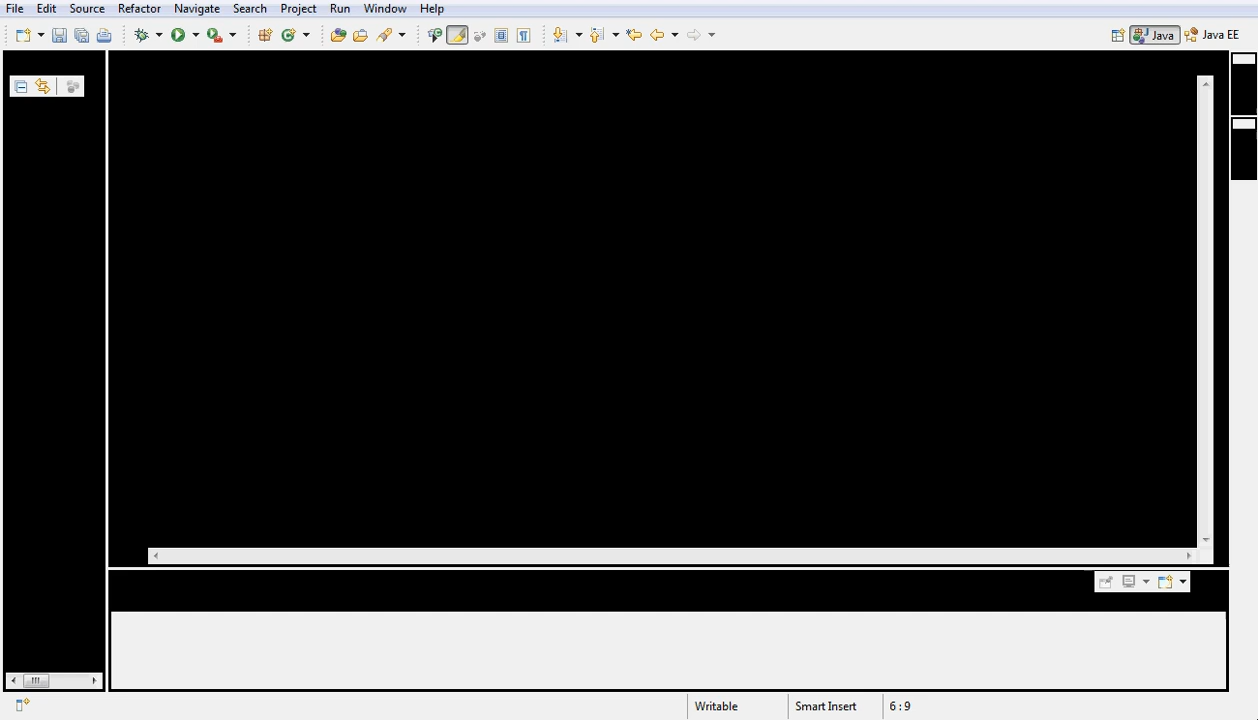 File Edit Source Refactor Navigate Search Project Run Window Help
Java Java EE
Writable Smart Insert 6 : 9